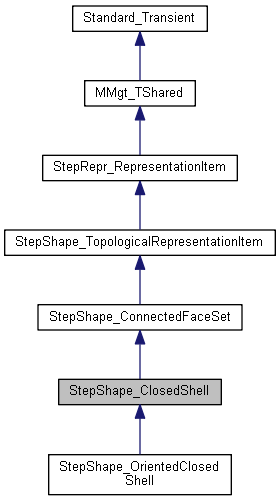 Standard_Transient
MMgt_TShared
StepRepr_RepresentationItem
StepShape_TopologicalRepresentationItem
StepShape_ConnectedFaceSet
StepShape_ClosedShell
StepShape_OrientedClosed
Shell